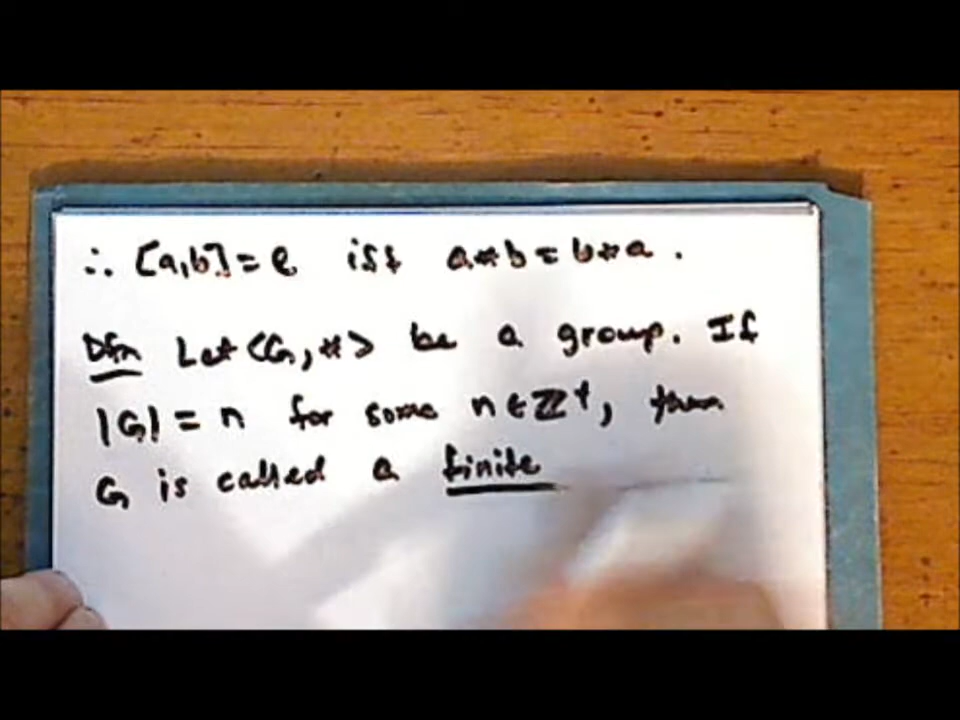 ∴ [a,b] = e iff a*b = b*a .
Dfn Let <G, *> be a group. If
|G| = n for some n ∈ ℤ⁺, then
G is called a finite